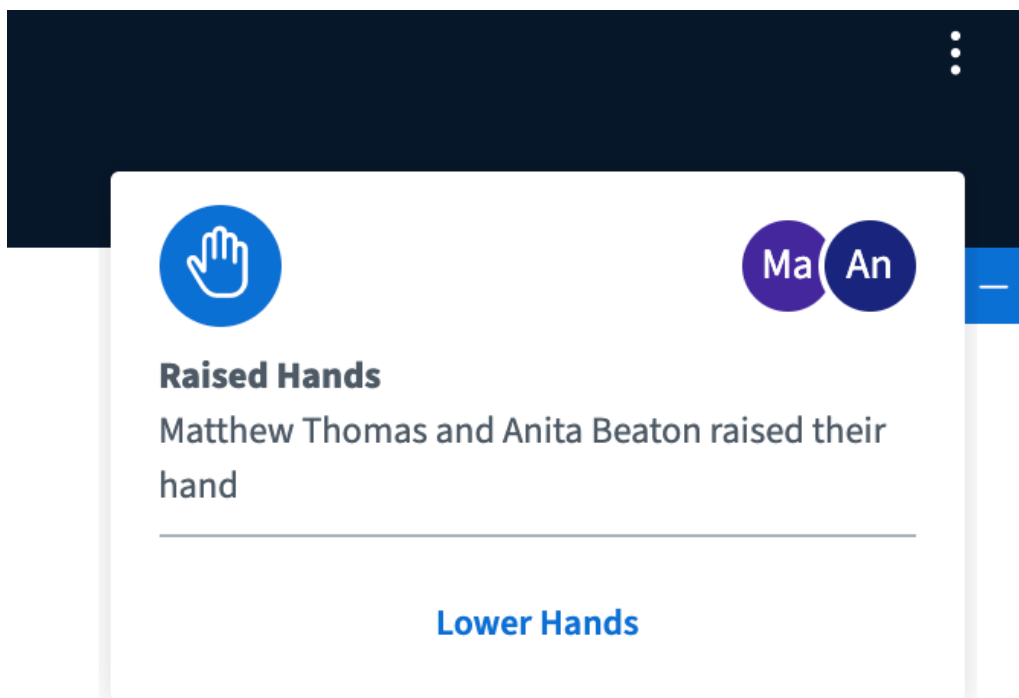 Ma An
Raised Hands
Matthew Thomas and Anita Beaton raised their
hand
Lower Hands